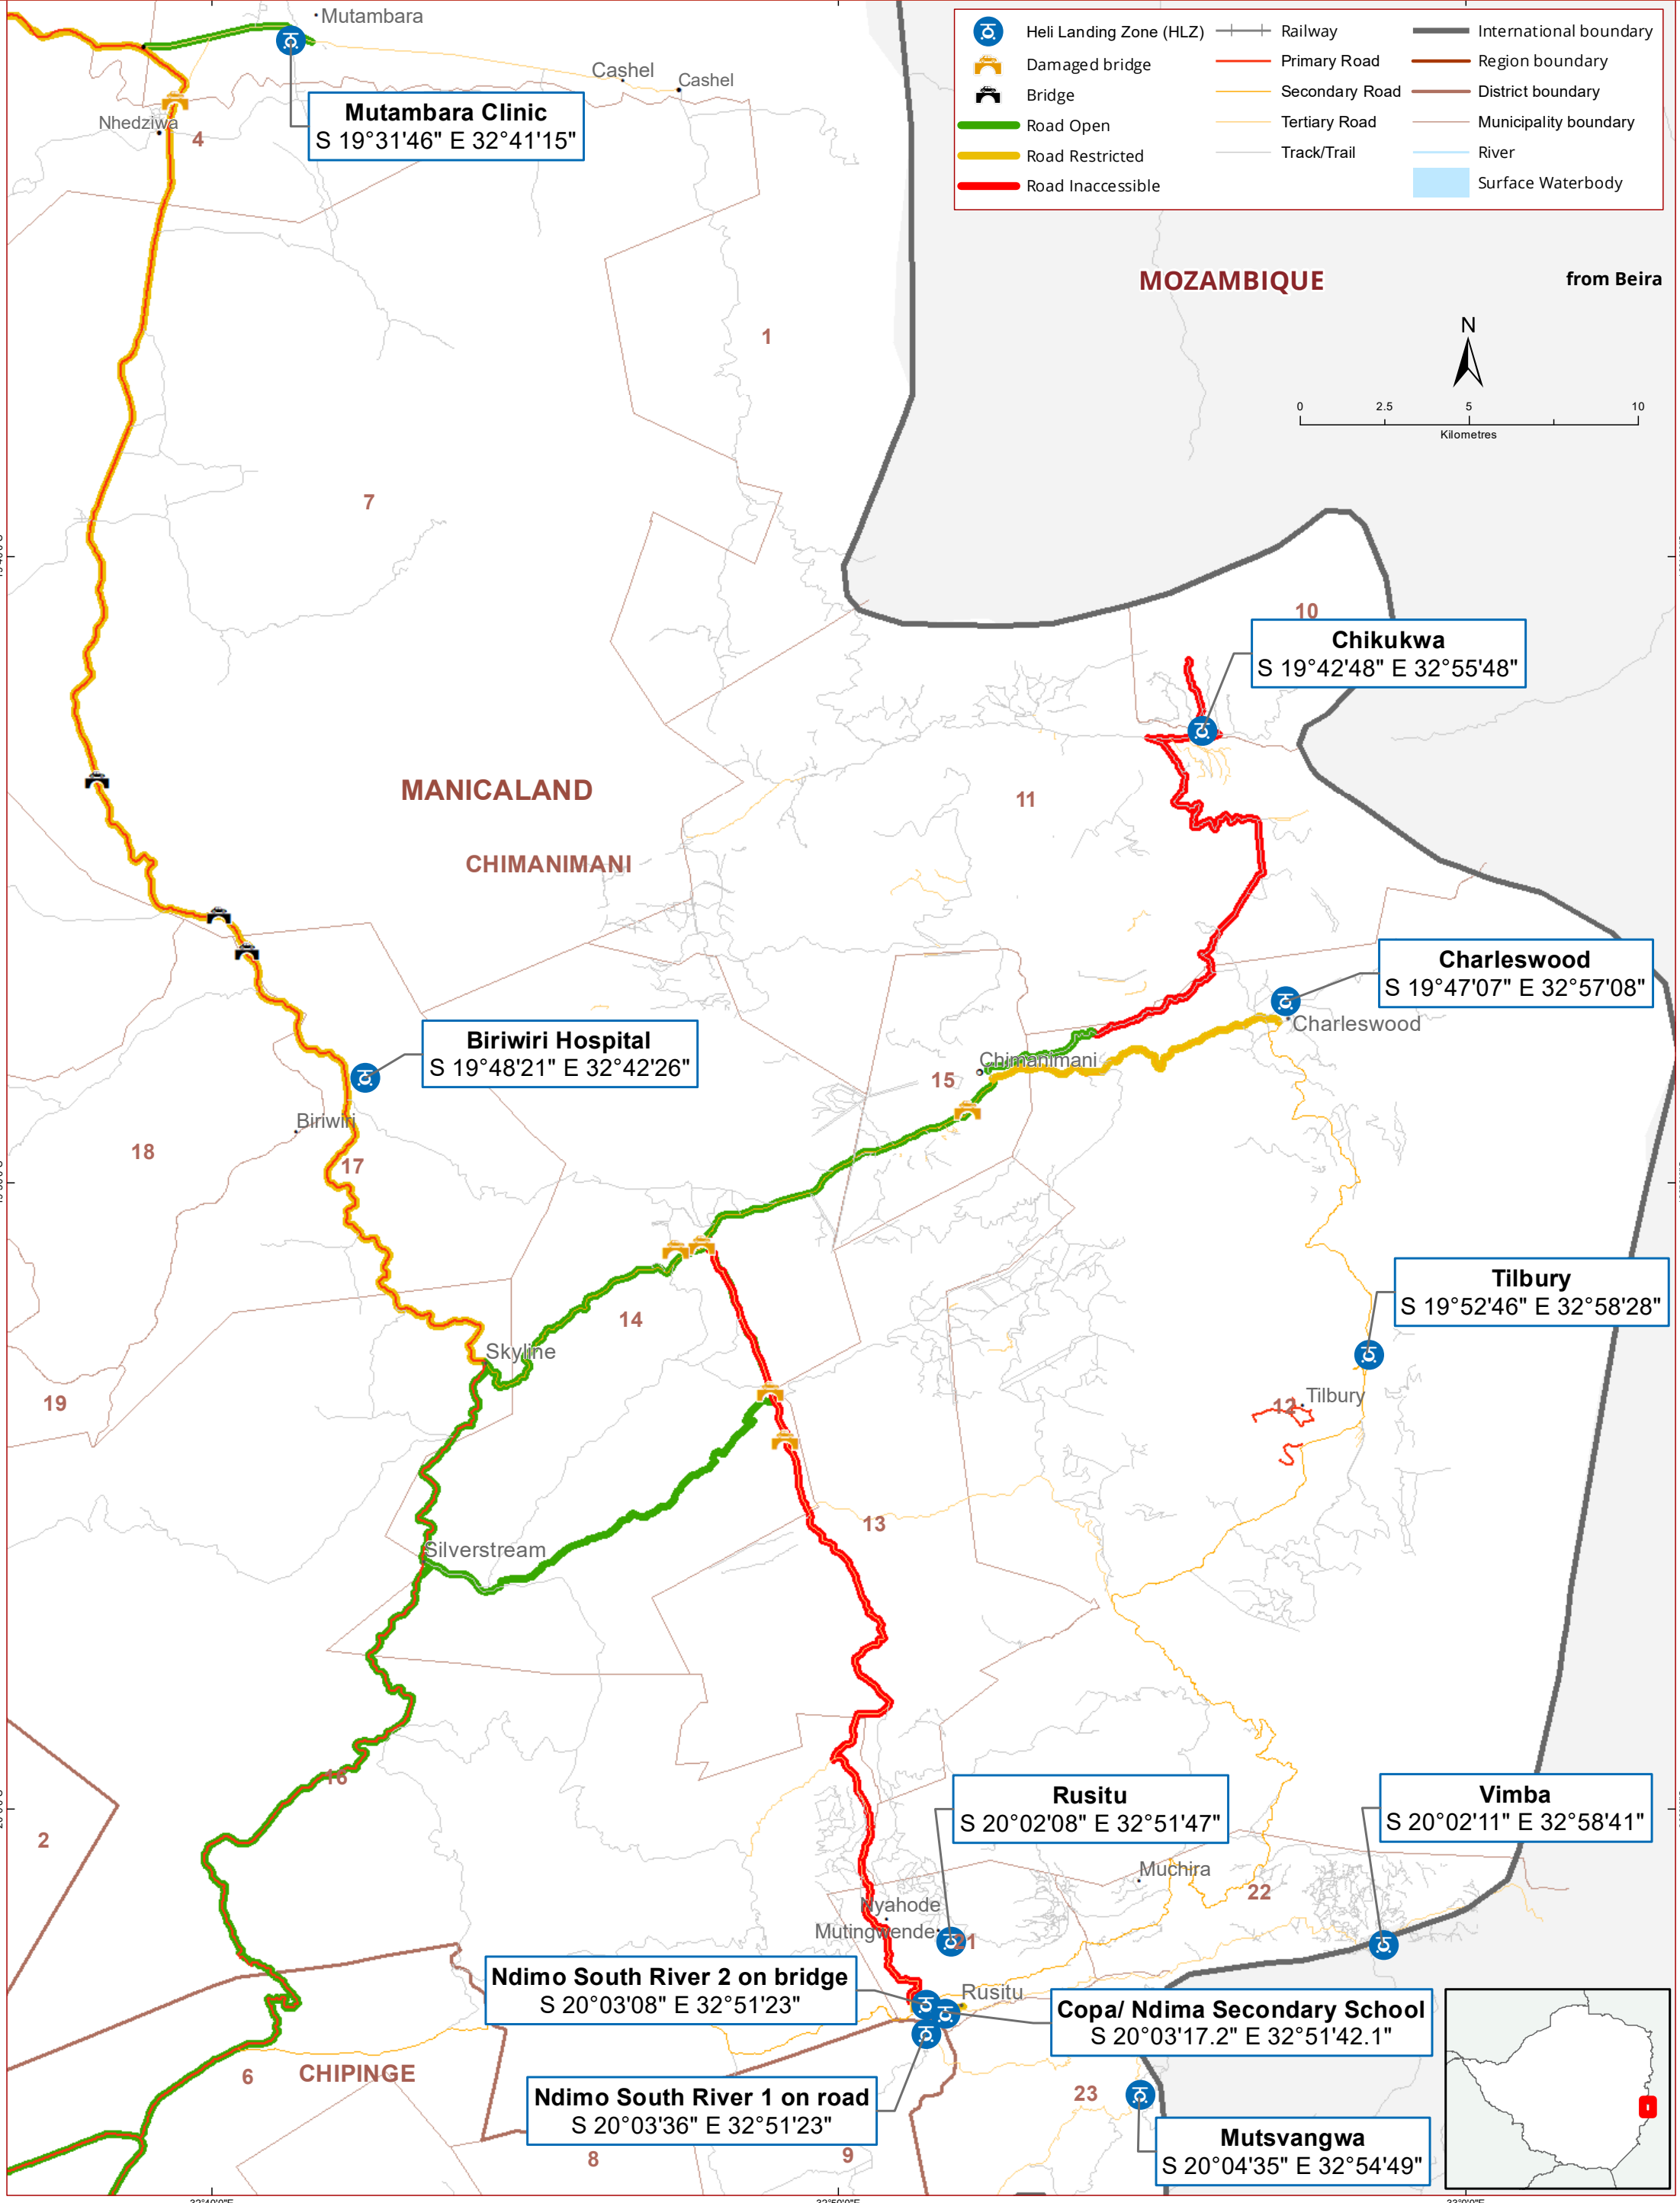 Mutambara
Cashel
Cashel
Nhedziwa
4
Mutambara Clinic
S 19°31'46" E 32°41'15"
Heli Landing Zone (HLZ)
Damaged bridge
Bridge
Road Open
Road Restricted
Road Inaccessible
Railway
Primary Road
Secondary Road
Tertiary Road
Track/Trail
International boundary
Region boundary
District boundary
Municipality boundary
River
Surface Waterbody
MOZAMBIQUE
from Beira
N
0 2.5 5 10
Kilometres
1
7
10
Chikukwa
S 19°42'48" E 32°55'48"
MANICALAND
11
CHIMANIMANI
Charleswood
S 19°47'07" E 32°57'08"
Charleswood
Biriwiri Hospital
S 19°48'21" E 32°42'26"
Chimanimani
15
Biriwiri
18
17
Tilbury
S 19°52'46" E 32°58'28"
14
Skyline
19
Tilbury
12
13
Silverstream
16
2
Rusitu
S 20°02'08" E 32°51'47"
Vimba
S 20°02'11" E 32°58'41"
Muchira
22
Nyahode
Mutingwende
21
Ndimo South River 2 on bridge
S 20°03'08" E 32°51'23"
Rusitu
Copa/ Ndima Secondary School
S 20°03'17.2" E 32°51'42.1"
6
CHIPINGE
Ndimo South River 1 on road
S 20°03'36" E 32°51'23"
23
Mutsvangwa
S 20°04'35" E 32°54'49"
8
9